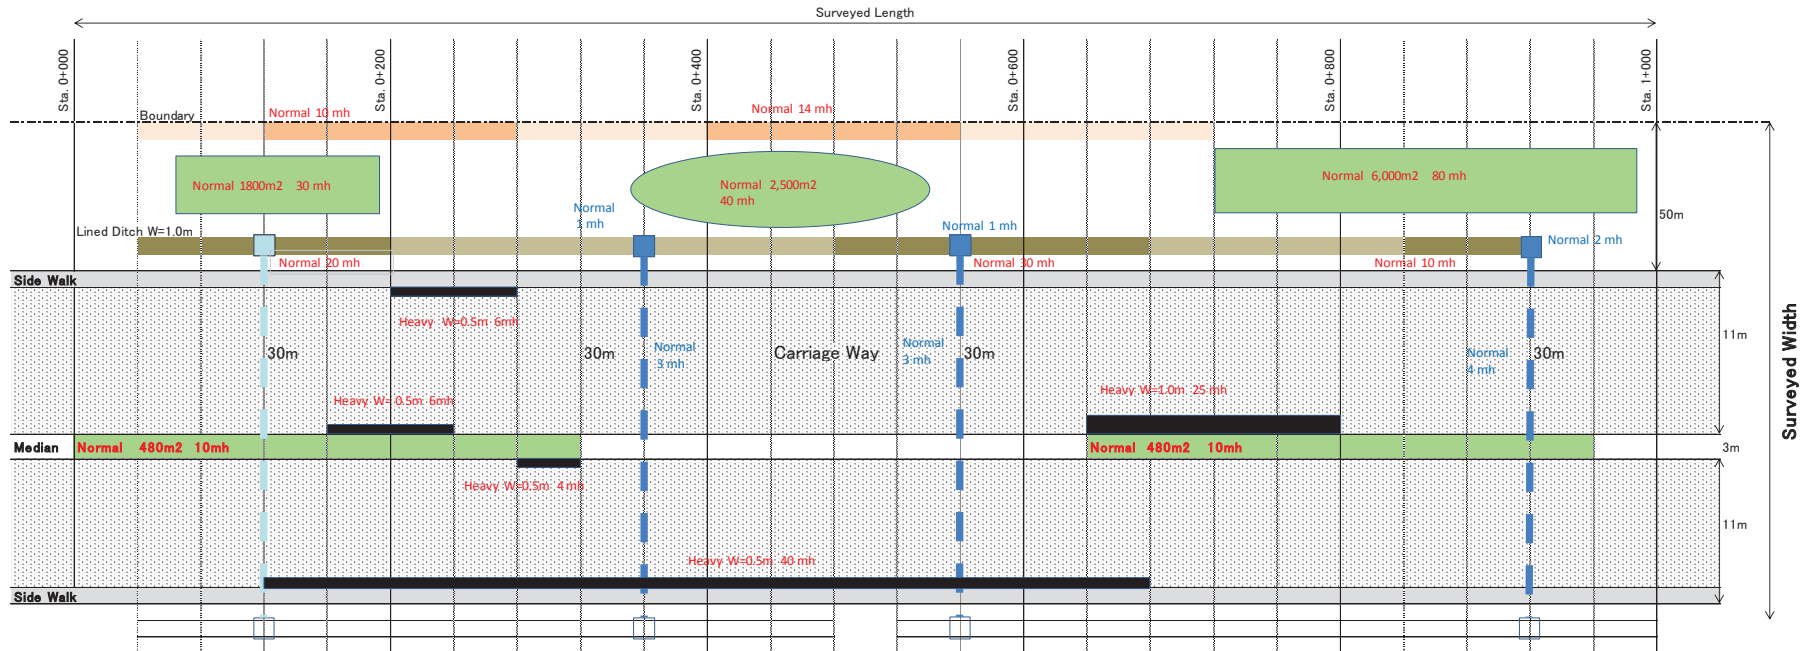 Surveyed Length
Sta. 0+000
Sta. 0+200
Sta. 0+400
Sta. 0+600
Sta. 0+800
Sta. 1+000
Boundary
Normal 10 mh
Normal 14 mh
Normal 1800m2 30 mh
Normal 2,500m2
40 mh
Normal 6,000m2 80 mh
Normal
1 mh
50m
Lined Ditch W=1.0m
Normal 1 mh
Normal 2 mh
Normal 20 mh
Normal 30 mh
Normal 10 mh
Side Walk
Heavy W=0.5m 6mh
11m
30m
30m
Normal
3 mh
Carriage Way
Normal
3 mh
30m
Normal
4 mh
30m
Surveyed Width
Heavy W=0.5m 6mh
Heavy W=1.0m 25 mh
Median
Normal 480m2 10mh
Normal 480m2 10mh
3m
Heavy W=0.5m 4 mh
11m
Heavy W=0.5m 40 mh
Side Walk